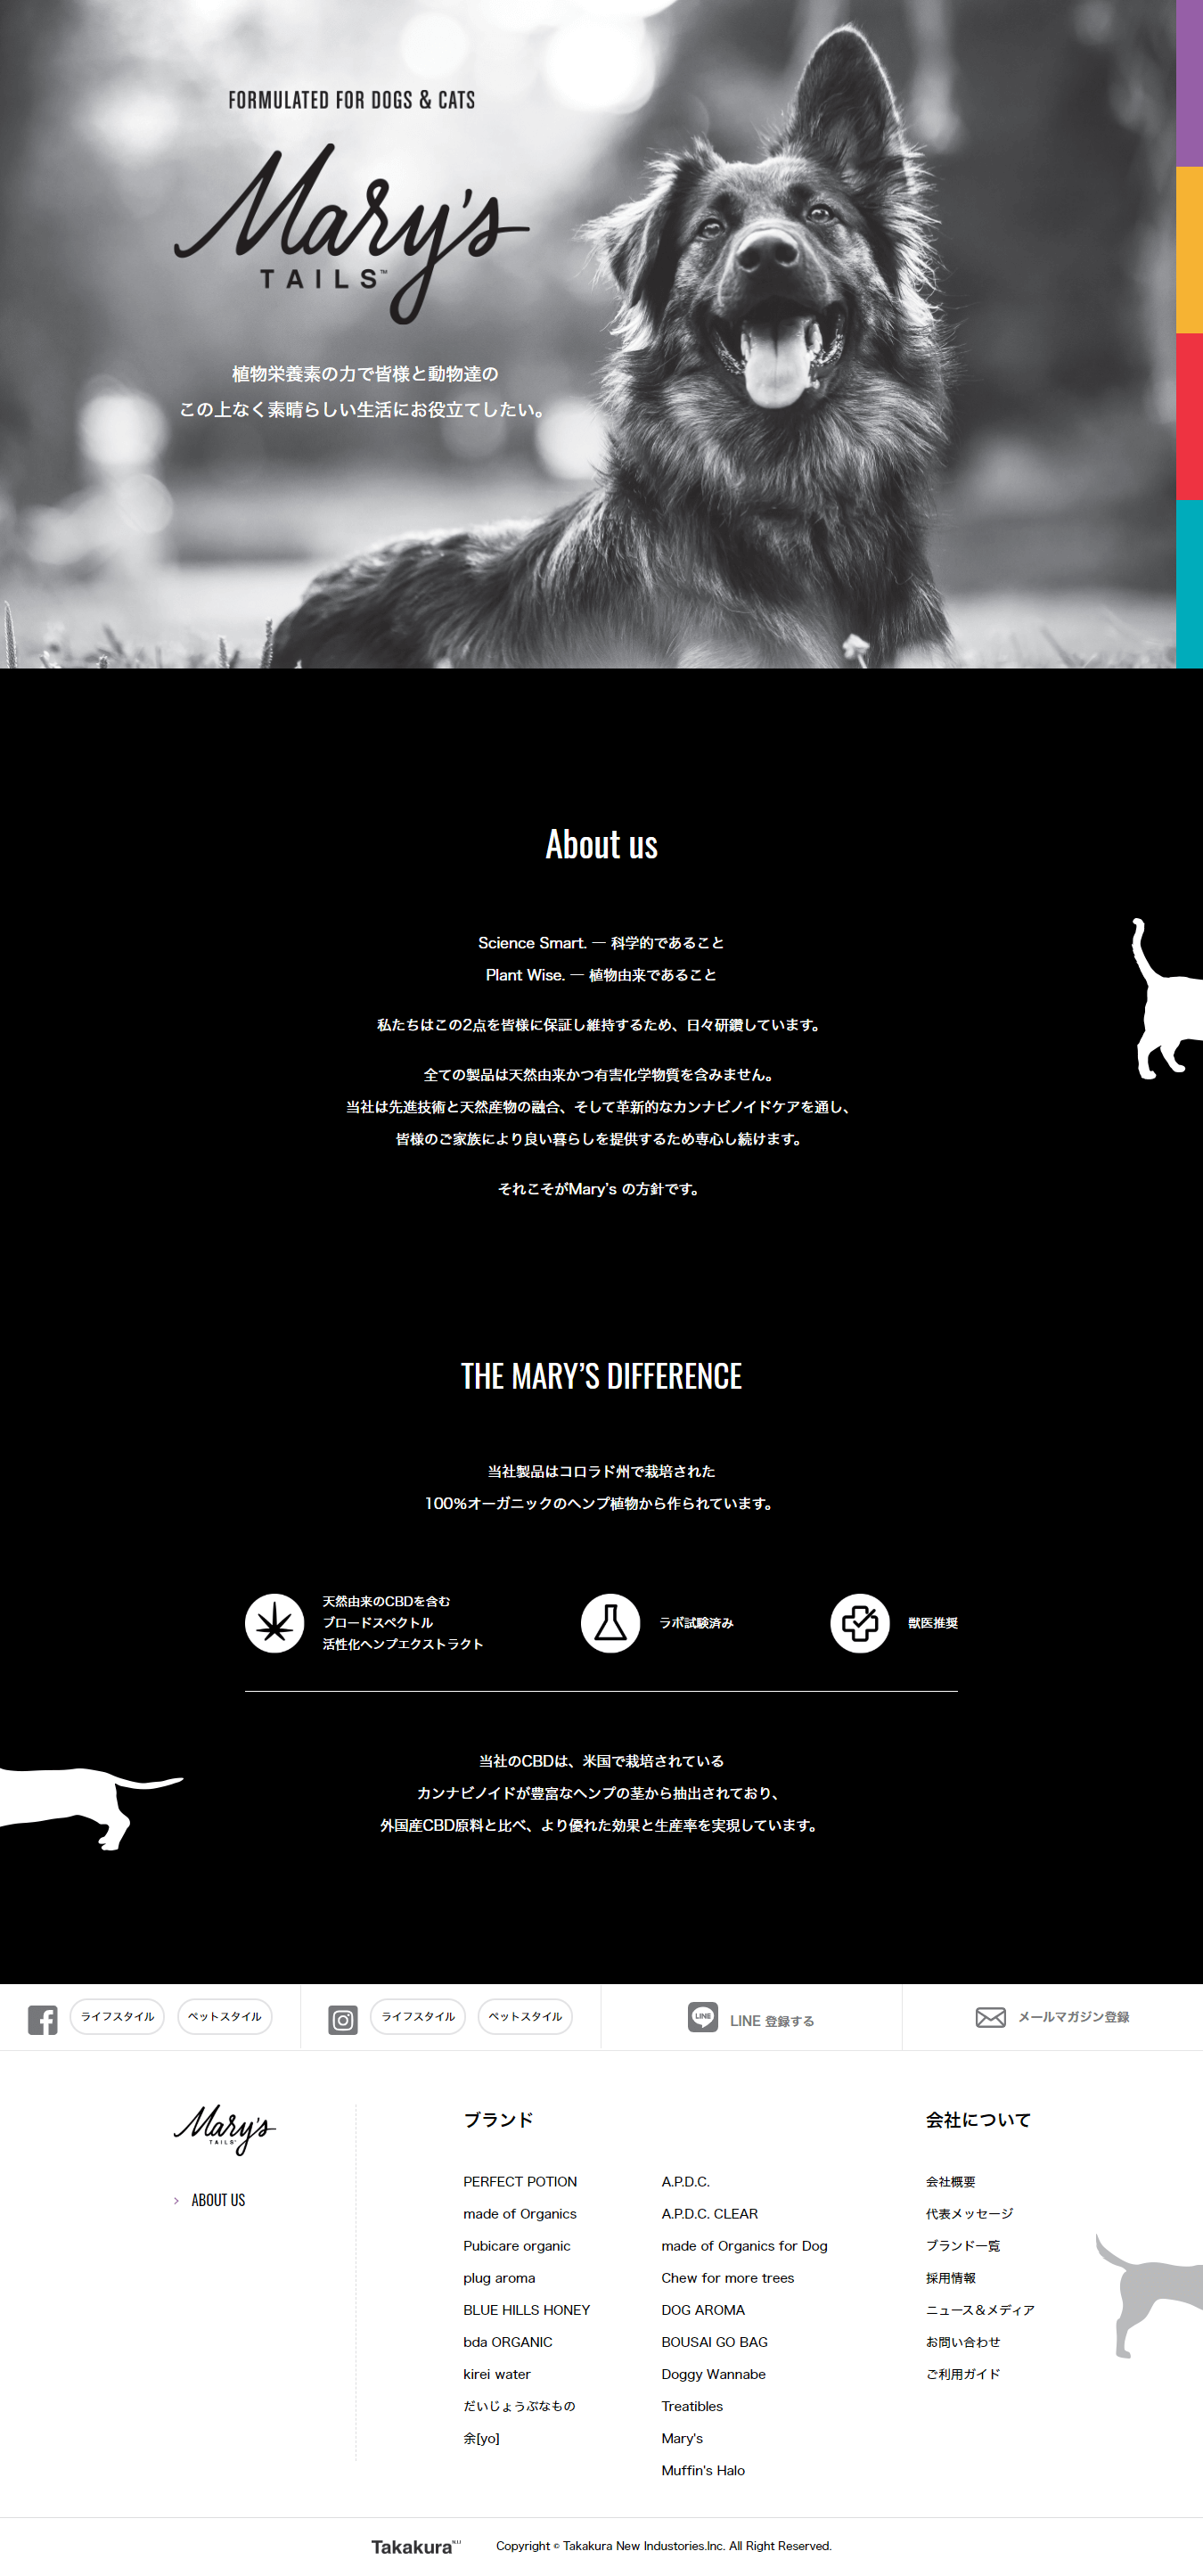 FORMULATED FOR DOGS & CATS
Mary's
TAILS™
植物栄養素の力で皆様と動物達の
この上なく素晴らしい生活にお役立てしたい。
About us
Science Smart. — 科学的であること
Plant Wise. — 植物由来であること
私たちはこの2点を皆様に保証し維持するため、日々研鑽しています。
全ての製品は天然由来かつ有害化学物質を含みません。
当社は先進技術と天然産物の融合、そして革新的なカンナビノイドケアを通し、
皆様のご家族により良い暮らしを提供するため専心し続けます。
それこそがMary’s の方針です。
THE MARY’S DIFFERENCE
当社製品はコロラド州で栽培された
100%オーガニックのヘンプ植物から作られています。
天然由来のCBDを含む
ブロードスペクトル
活性化ヘンプエクストラクト
ラボ試験済み
獣医推奨
当社のCBDは、米国で栽培されている
カンナビノイドが豊富なヘンプの茎から抽出されており、
外国産CBD原料と比べ、より優れた効果と生産率を実現しています。
ライフスタイル ペットスタイル
ライフスタイル ペットスタイル
LINE LINE 登録する
メールマガジン登録
Mary's
TAILS
ABOUT US
ブランド
PERFECT POTION
made of Organics
Pubicare organic
plug aroma
BLUE HILLS HONEY
bda ORGANIC
kirei water
だいじょうぶなもの
余[yo]
A.P.D.C.
A.P.D.C. CLEAR
made of Organics for Dog
Chew for more trees
DOG AROMA
BOUSAI GO BAG
Doggy Wannabe
Treatibles
Mary's
Muffin's Halo
会社について
会社概要
代表メッセージ
ブランド一覧
採用情報
ニュース＆メディア
お問い合わせ
ご利用ガイド
Takakura
Copyright © Takakura New Industories.Inc. All Right Reserved.